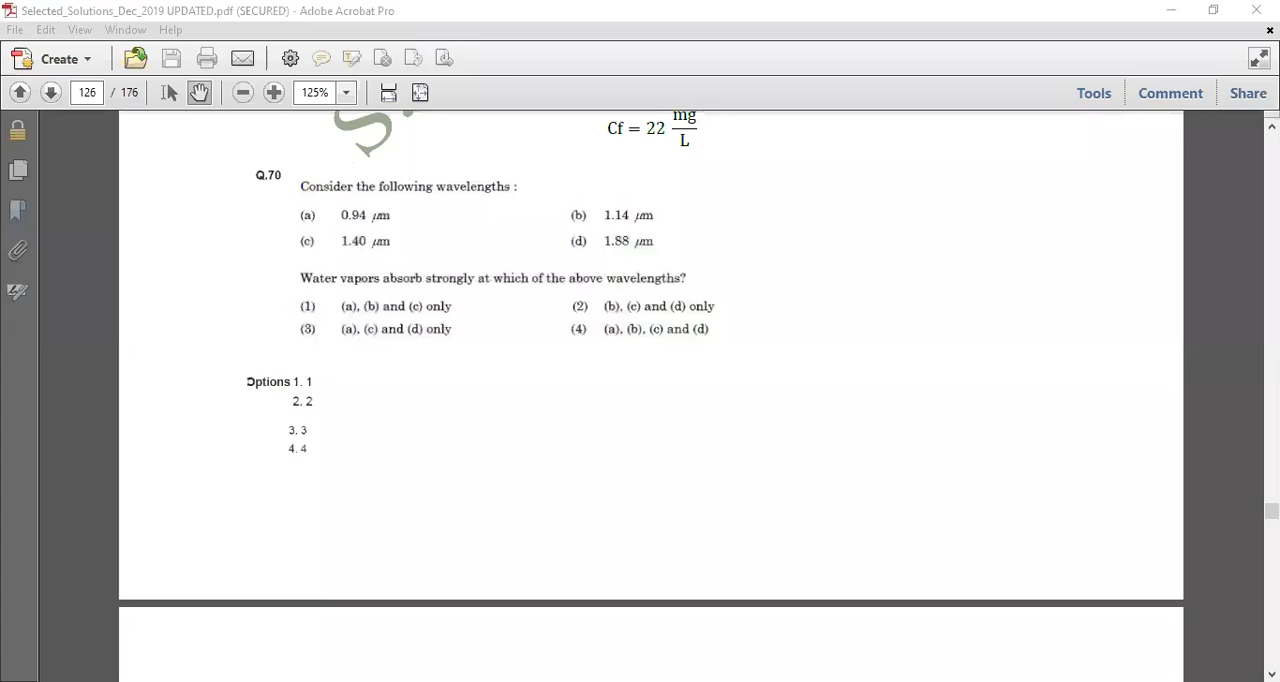 Selected_Solutions_Dec_2019 UPDATED.pdf (SECURED) - Adobe Acrobat Pro
File Edit View Window Help
Create
126 / 176 125% Tools Comment Share
mg
Cf = 22
L
Q.70
Consider the following wavelengths :
(a) 0.94 μm (b) 1.14 μm
(c) 1.40 μm (d) 1.88 μm
Water vapors absorb strongly at which of the above wavelengths?
(1) (a), (b) and (c) only (2) (b), (c) and (d) only
(3) (a), (c) and (d) only (4) (a), (b), (c) and (d)
Options 1. 1
2. 2
3. 3
4. 4